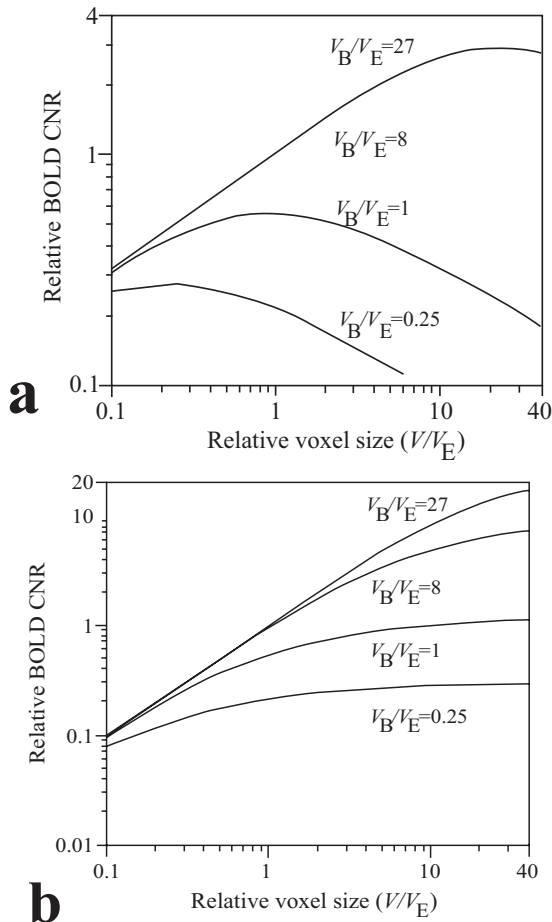 4
V_B/V_E=27
V_B/V_E=8
1
V_B/V_E=1
V_B/V_E=0.25
0.1
Relative BOLD CNR
0.1 1 10 40
Relative voxel size (V/V_E)
a
20
V_B/V_E=27
10
V_B/V_E=8
1
V_B/V_E=1
V_B/V_E=0.25
0.1
0.01
Relative BOLD CNR
0.1 1 10 40
Relative voxel size (V/V_E)
b